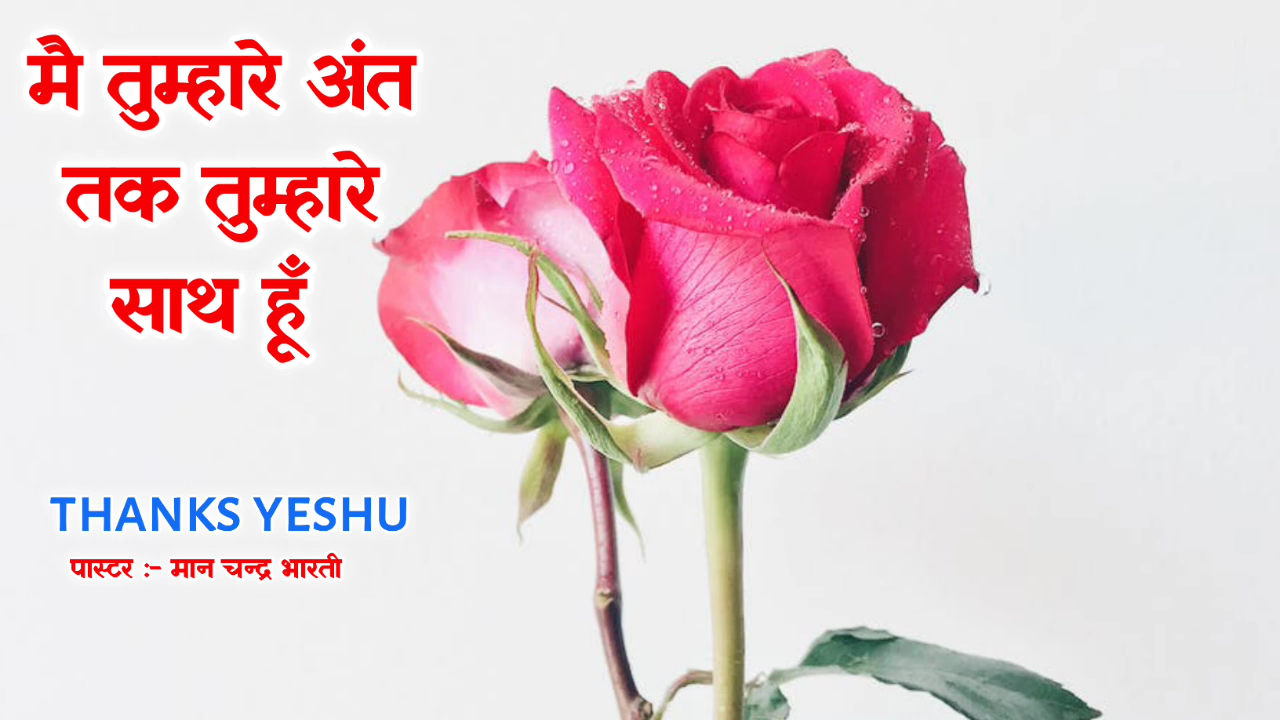 मै तुम्हारे अंत
तक तुम्हारे
साथ हूँ
THANKS YESHU
पास्टर :- मान चन्द्र भारती